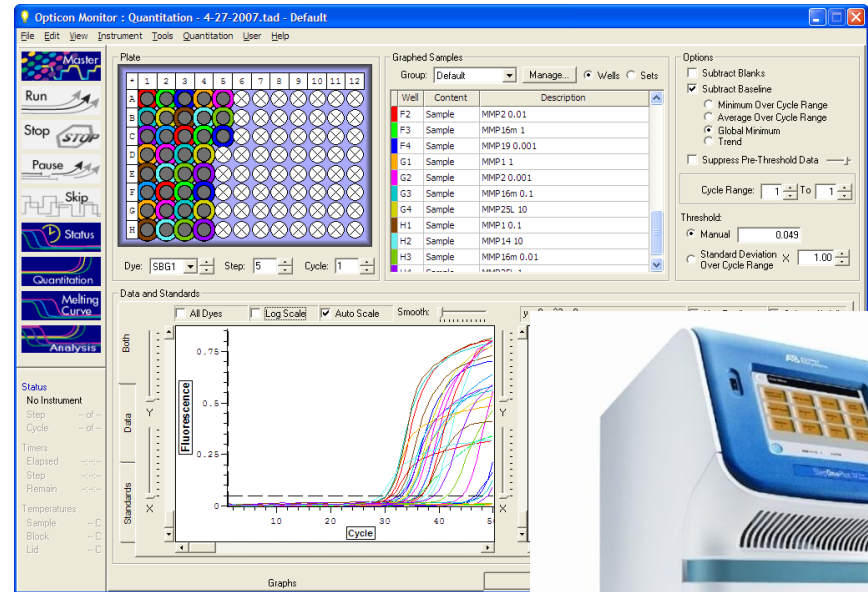 Opticon Monitor : Quantitation - 4-27-2007.tad - Default
File Edit View Instrument Tools Quantitation User Help
Master
Run
Stop STOP
Pause
Skip
Status
Quantitation
Melting Curve
Analysis
Status
No Instrument
Step -- of --
Cycle -- of --
Timers
Elapsed --:--:--
Step --:--:--
Remain --:--:--
Temperatures
Sample -- C
Block -- C
Lid -- C
Plate
+ 1 2 3 4 5 6 7 8 9 10 11 12
A
B
C
D
E
F
G
H
Dye: SBG1 Step: 5 Cycle: 1
Graphed Samples
Group: Default Manage... Wells Sets
Well Content Description
F2 Sample MMP2 0.01
F3 Sample MMP16m 1
F4 Sample MMP19 0.001
G1 Sample MMP1 1
G2 Sample MMP2 0.001
G3 Sample MMP16m 0.1
G4 Sample MMP25L 10
H1 Sample MMP1 0.1
H2 Sample MMP14 10
H3 Sample MMP16m 0.01
Options
Subtract Blanks
Subtract Baseline
Minimum Over Cycle Range
Average Over Cycle Range
Global Minimum
Trend
Suppress Pre-Threshold Data
Cycle Range: 1 To 1
Threshold:
Manual 0.049
Standard Deviation Over Cycle Range X 1.00
Data and Standards
Both
Data
Standards
All Dyes Log Scale Auto Scale Smooth:
Y
X
Y
X
Fluorescence
0.75
0.5
0.25
0
10 20 30 40
Cycle
Graphs
StepOnePlus